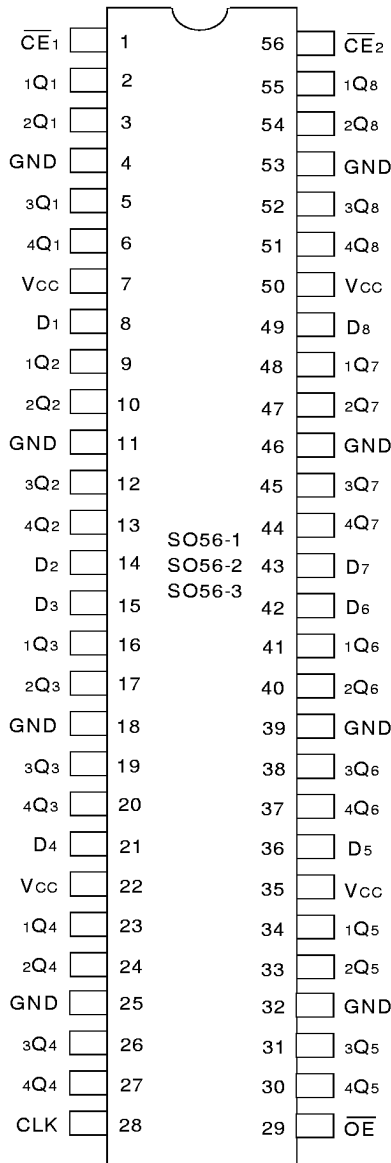 CE1 1 56 CE2
1Q1 2 55 1Q8
2Q1 3 54 2Q8
GND 4 53 GND
3Q1 5 52 3Q8
4Q1 6 51 4Q8
VCC 7 50 VCC
D1 8 49 D8
1Q2 9 48 1Q7
2Q2 10 47 2Q7
GND 11 46 GND
3Q2 12 45 3Q7
4Q2 13 44 4Q7
SO56-1
D2 14 SO56-2 43 D7
SO56-3
D3 15 42 D6
1Q3 16 41 1Q6
2Q3 17 40 2Q6
GND 18 39 GND
3Q3 19 38 3Q6
4Q3 20 37 4Q6
D4 21 36 D5
VCC 22 35 VCC
1Q4 23 34 1Q5
2Q4 24 33 2Q5
GND 25 32 GND
3Q4 26 31 3Q5
4Q4 27 30 4Q5
CLK 28 29 OE